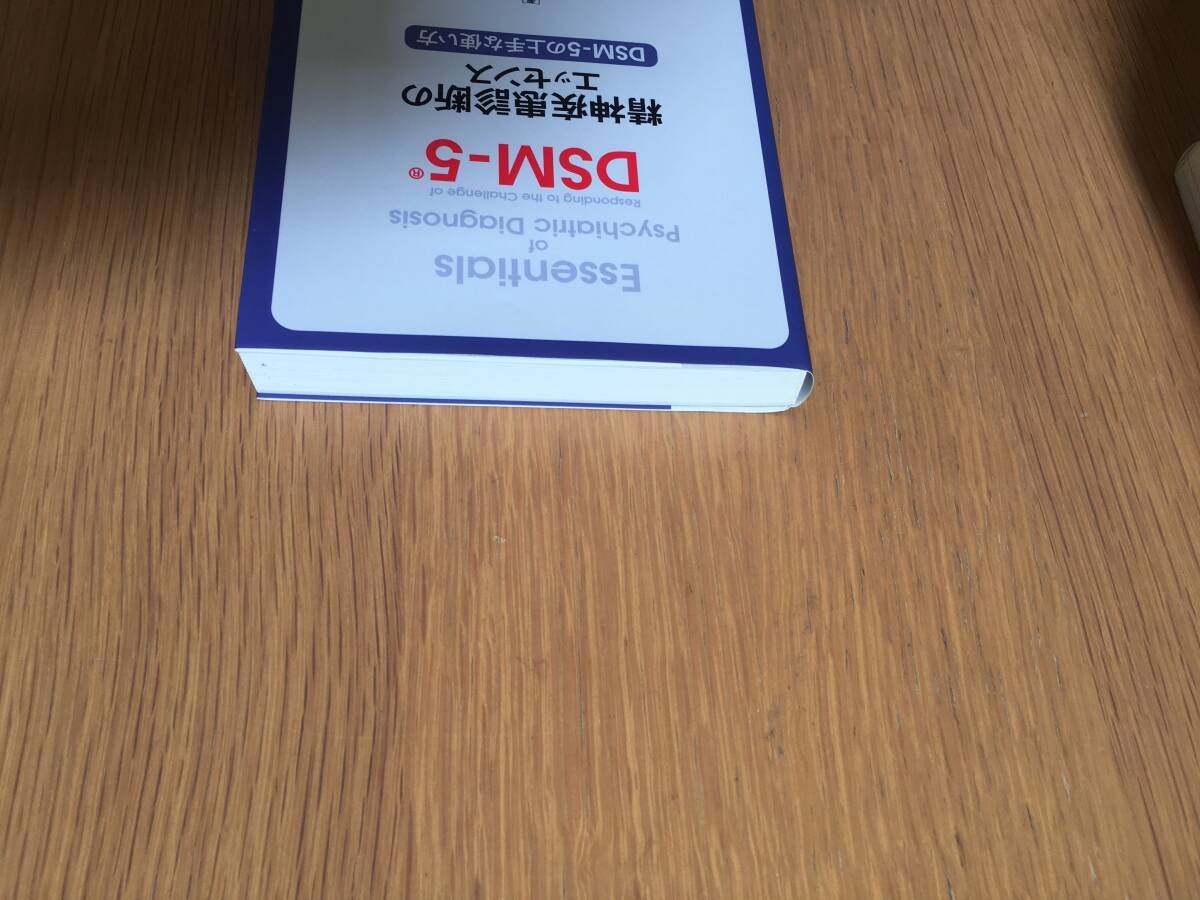 Essentials
of
Psychiatric Diagnosis
Responding to the Challenge of
DSM-5®
精神疾患診断の
エッセンス
DSM-5の上手な使い方